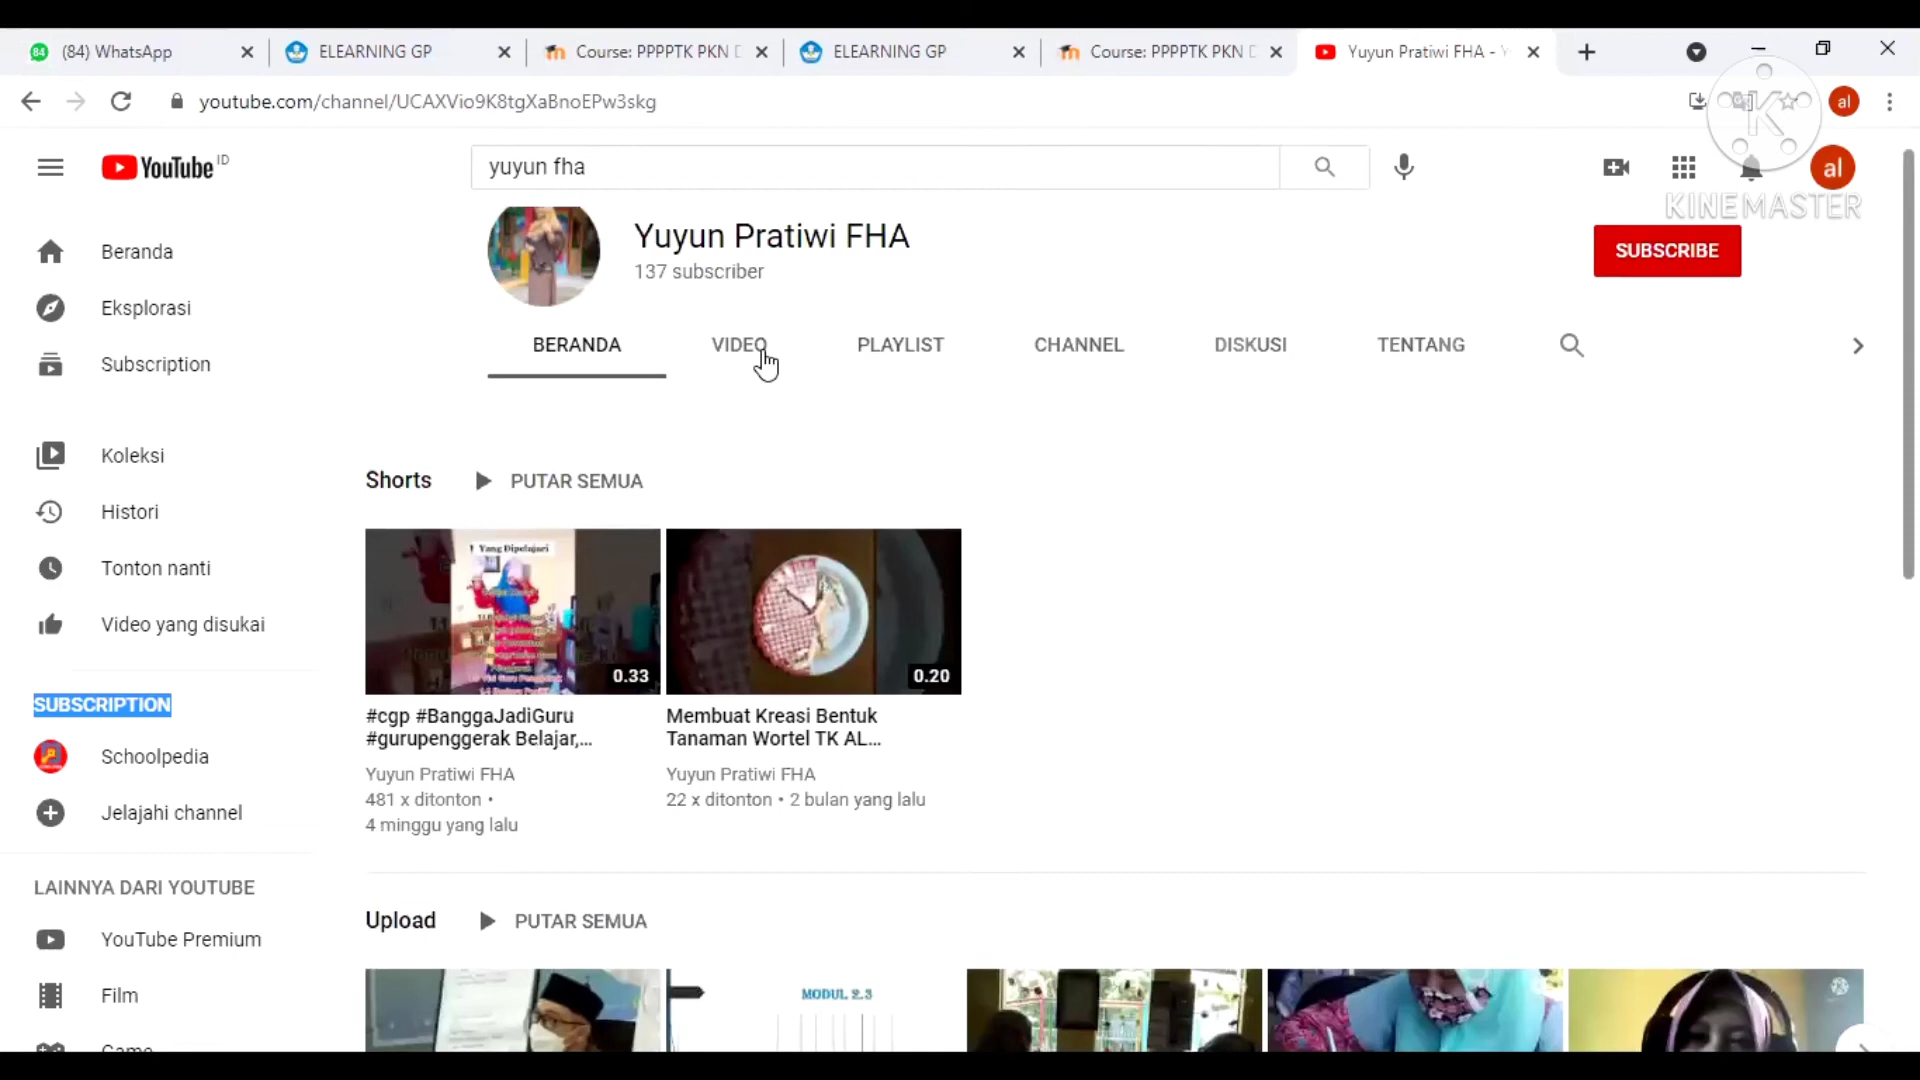 (84) WhatsApp
ELEARNING GP
Course: PPPPTK PKN D
ELEARNING GP
Course: PPPPTK PKN D
Yuyun Pratiwi FHA - Y
youtube.com/channel/UCAXVio9K8tgXaBnoEPw3skg
al
YouTube ID
yuyun fha
al
KINEMASTER
Yuyun Pratiwi FHA
137 subscriber
SUBSCRIBE
BERANDA
VIDEO
PLAYLIST
CHANNEL
DISKUSI
TENTANG
Beranda
Eksplorasi
Subscription
Koleksi
Histori
Tonton nanti
Video yang disukai
SUBSCRIPTION
Schoolpedia
Jelajahi channel
LAINNYA DARI YOUTUBE
YouTube Premium
Film
Game
Shorts
PUTAR SEMUA
Yang Dipelajari
0.33
0.20
#cgp #BanggaJadiGuru
#gurupenggerak Belajar,...
Yuyun Pratiwi FHA
481 x ditonton •
4 minggu yang lalu
Membuat Kreasi Bentuk
Tanaman Wortel TK AL...
Yuyun Pratiwi FHA
22 x ditonton • 2 bulan yang lalu
Upload
PUTAR SEMUA
MODUL 2.3